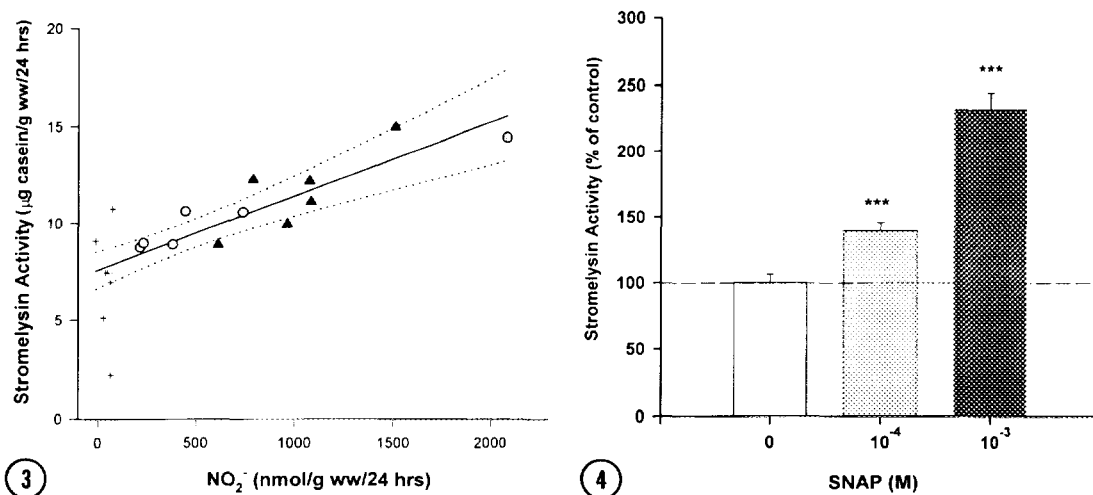 Stromelysin Activity (μg casein/g ww/24 hrs)
20
15
10
5
0
0 500 1000 1500 2000
NO₂⁻ (nmol/g ww/24 hrs)
3
Stromelysin Activity (% of control)
300
250
200
150
100
50
0
***
***
0 10⁻⁴ 10⁻³
SNAP (M)
4